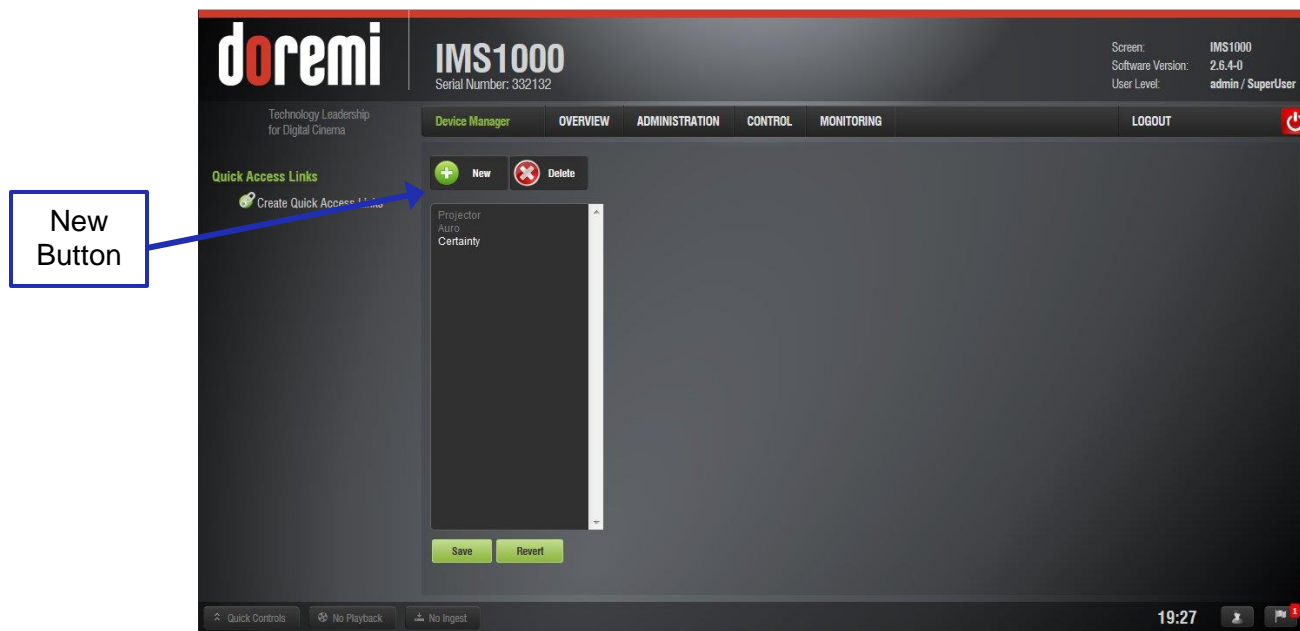 doremi
Technology Leadership
for Digital Cinema
IMS1000
Serial Number: 332132
Screen: IMS1000
Software Version: 2.6.4-0
User Level: admin / SuperUser
Device Manager OVERVIEW ADMINISTRATION CONTROL MONITORING LOGOUT
Quick Access Links
Create Quick Access Links
New Delete
New
Button
Projector
Auro
Certainty
Save Revert
Quick Controls No Playback No Ingest 19:27 1